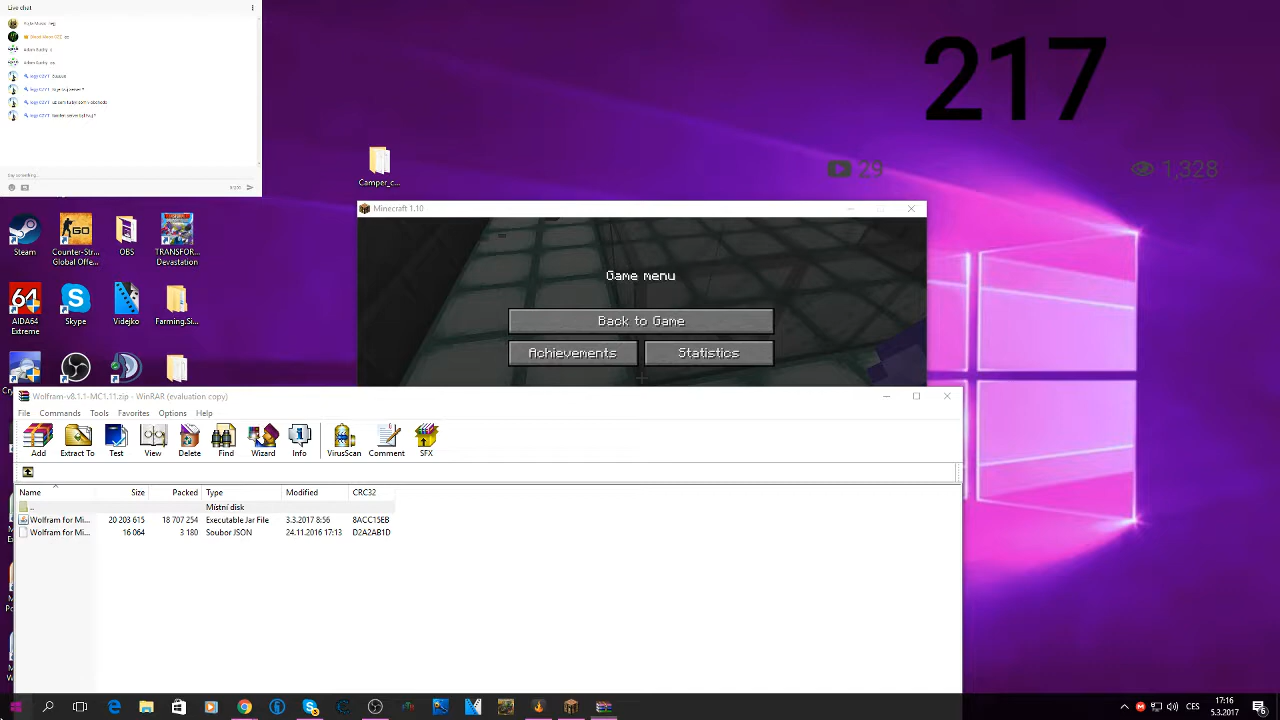 Live chat
217
29
1,328
Camper_c...
Steam
Counter-Str...
Global Offe...
OBS
TRANSFOR...
Devastation
AIDA64
Extreme
Skype
Videjko
Farming.Si...
Minecraft 1.10
Game menu
Back to Game
Achievements
Statistics
Wolfram-v8.1.1-MC1.11.zip - WinRAR (evaluation copy)
File Commands Tools Favorites Options Help
Add Extract To Test View Delete Find Wizard Info VirusScan Comment SFX
Name Size Packed Type Modified CRC32
.. Místní disk
Wolfram for Mi... 20 203 615 18 707 254 Executable Jar File 3.3.2017 8:56 8ACC15EB
Wolfram for Mi... 16 064 3 180 Soubor JSON 24.11.2016 17:13 D2A2AB1D
CES
17:16
5.3.2017